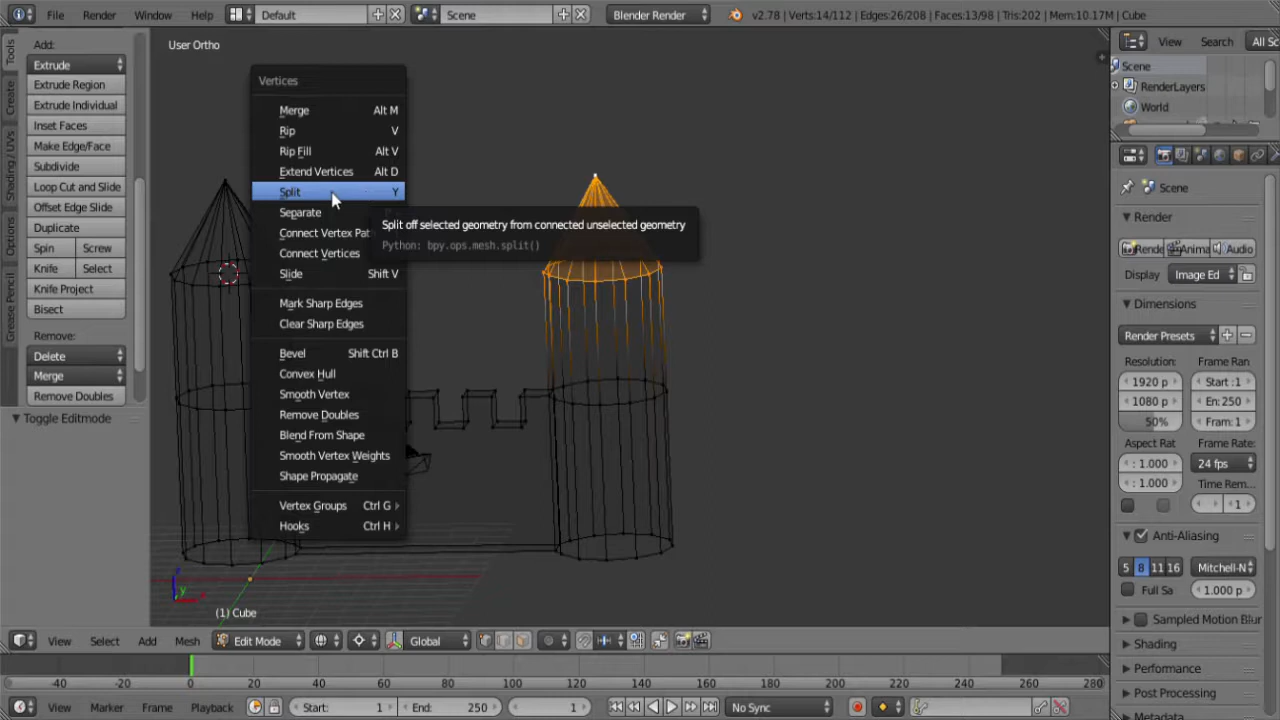 File Render Window Help Default Scene Blender Render v2.78 | Verts:14/112 | Edges:26/208 | Faces:13/98 | Tris:202 | Mem:10.17M | Cube
View Search All Sc
Tools
Create
Shading / UVs
Options
Grease Pencil
Add:
Extrude
Extrude Region
Extrude Individual
Inset Faces
Make Edge/Face
Subdivide
Loop Cut and Slide
Offset Edge Slide
Duplicate
Spin Screw
Knife Select
Knife Project
Bisect
Remove:
Delete
Merge
Remove Doubles
Toggle Editmode
User Ortho
Vertices
Merge Alt M
Rip V
Rip Fill Alt V
Extend Vertices Alt D
Split Y
Separate
Connect Vertex Pat
Connect Vertices
Slide Shift V
Mark Sharp Edges
Clear Sharp Edges
Bevel Shift Ctrl B
Convex Hull
Smooth Vertex
Remove Doubles
Blend From Shape
Smooth Vertex Weights
Shape Propagate
Vertex Groups Ctrl G
Hooks Ctrl H
Split off selected geometry from connected unselected geometry
Python: bpy.ops.mesh.split()
z
y
x
(1) Cube
View Select Add Mesh Edit Mode Global
-40 -20 0 20 40 60 80 100 120 140 160 180 200 220 240 260 280
View Marker Frame Playback Start: 1 End: 250 1 No Sync
Scene
RenderLayers
World
Scene
Render
Rende Anima Audio
Display Image Ed
Dimensions
Render Presets
Resolution: Frame Ran
1920 p Start :1
1080 p En: 250
50% Fram: 1
Aspect Rat Frame Rate:
: 1.000 24 fps
: 1.000 Time Rem...
Anti-Aliasing
5 8 11 16 Mitchell-N
Full Sa 1.000 p
Sampled Motion Blur
Shading
Performance
Post Processing
Metadata